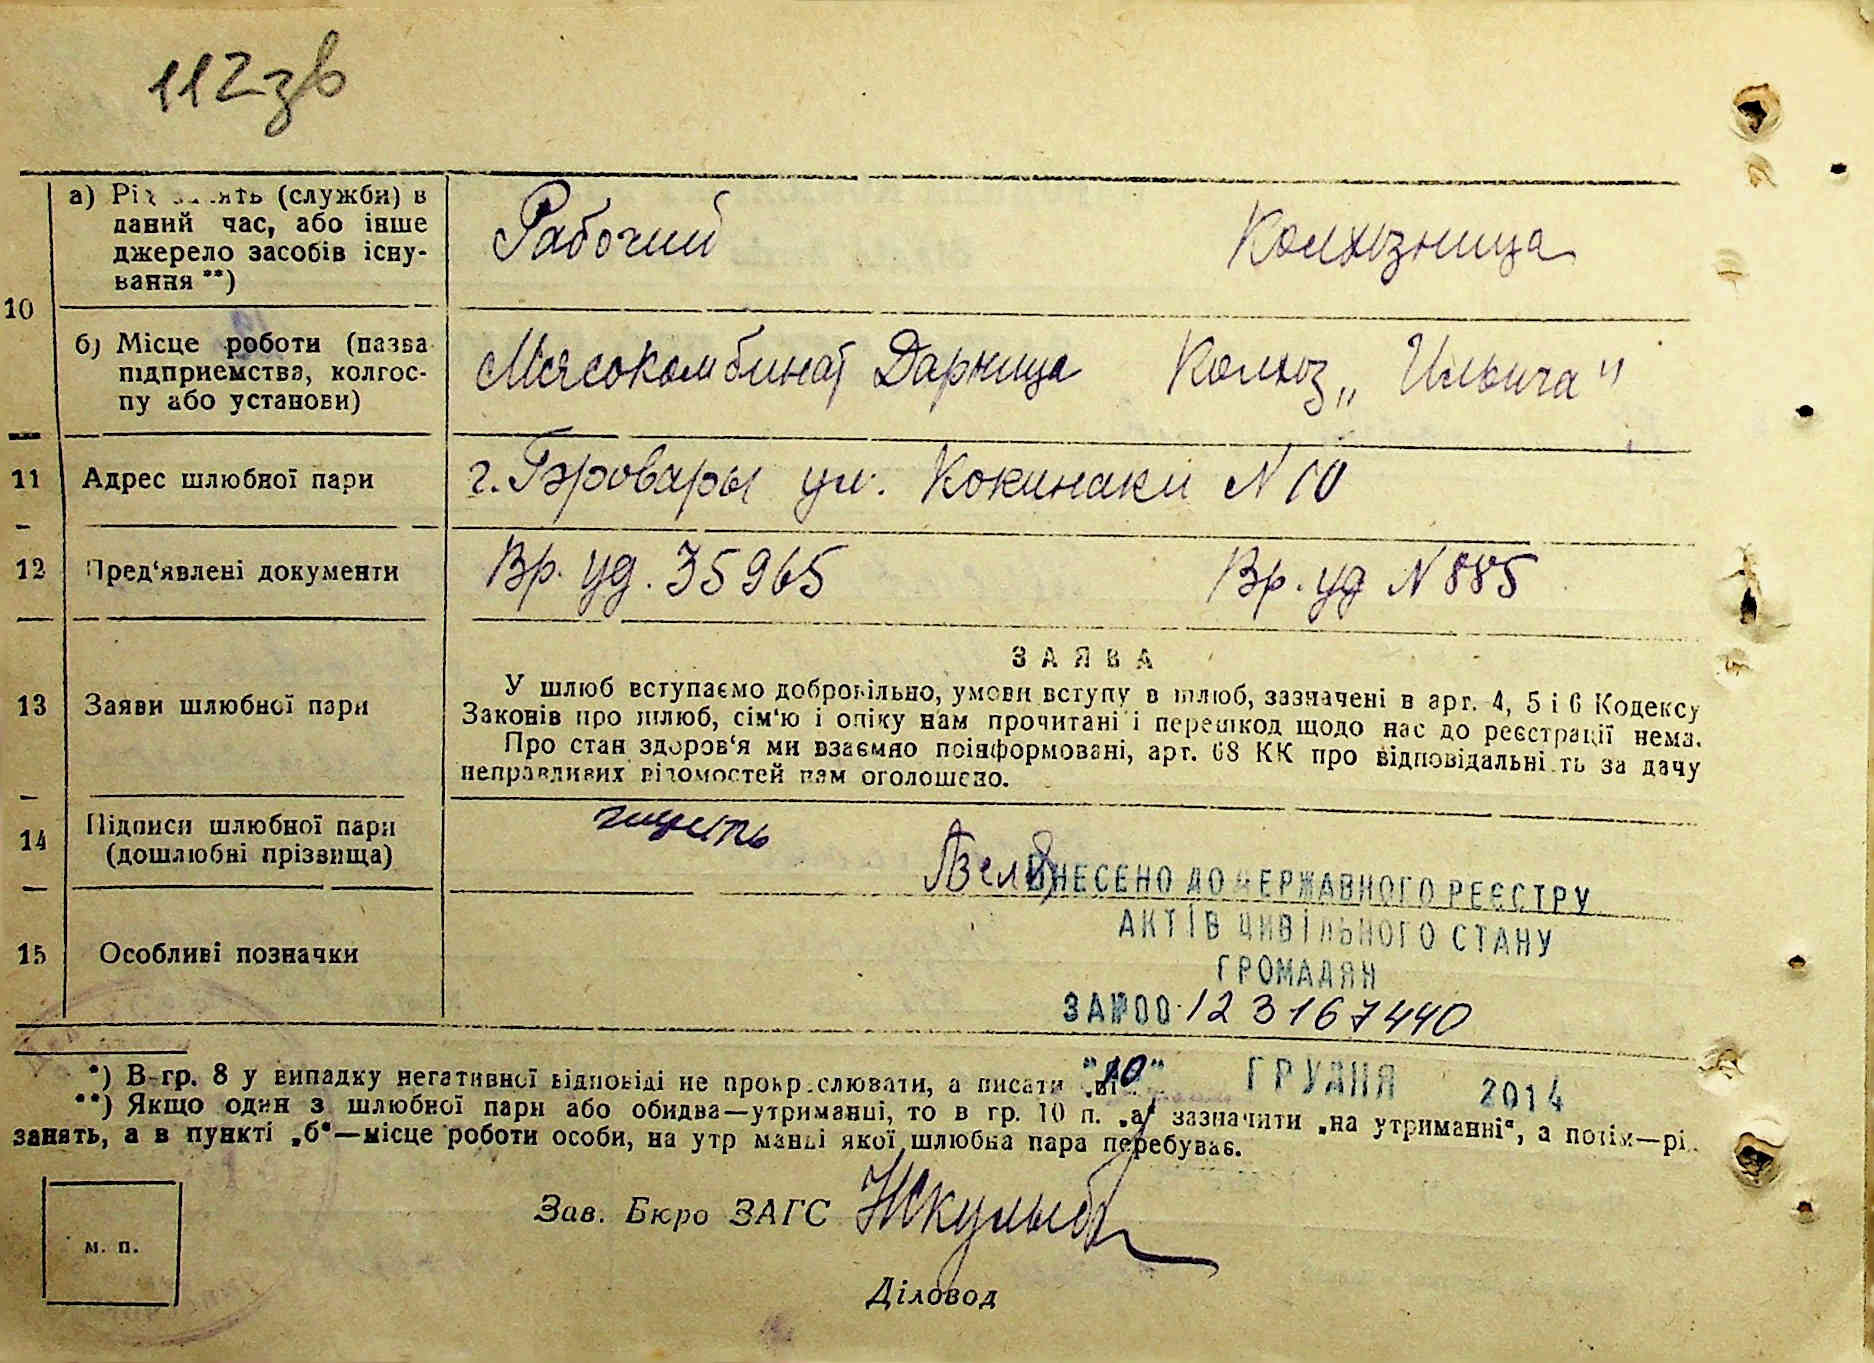 112зв
а) Рід занять (служби) в
даний час, або інше
джерело засобів існу-
вання **)
Рабочий
Колхозница
10
б) Місце роботи (назва
підприємства, колгос-
пу або установи)
Мясокомбинат Дарница
Колхоз „Ильича"
11
Адрес шлюбної пари
г. Бровары ул. Кокинаки N 10
12
Пред'явлені документи
Вр. уд. 35965
Вр. уд N 885
ЗАЯВА
13
Заяви шлюбної пари
У шлюб вступаємо добровільно, умови вступу в шлюб, зазначені в арт. 4, 5 і 6 Кодексу
Законів про шлюб, сім'ю і опіку нам прочитані і перешкод щодо нас до реєстрації нема.
Про стан здоров'я ми взаємно поінформовані, арт. 68 КК про відповідальність за дачу
неправдивих відомостей нам оголошено.
14
Підписи шлюбної пари
(дошлюбні прізвища)
ВНЕСЕНО ДО ДЕРЖАВНОГО РЕЄСТРУ
АКТІВ ЦИВІЛЬНОГО СТАНУ
ГРОМАДЯН
ЗА №00 123167440
15
Особливі позначки
"10" ГРУДНЯ 2014
*) В гр. 8 у випадку негативної відповіді не прокреслювати, а писати
**) Якщо один з шлюбної пари або обидва—утриманці, то в гр. 10 п. „а" зазначити „на утриманні", а потім—рід
занять, а в пункті „б"—місце роботи особи, на утриманні якої шлюбна пара перебуває.
Зав. Бюро ЗАГС
м. п.
Діловод